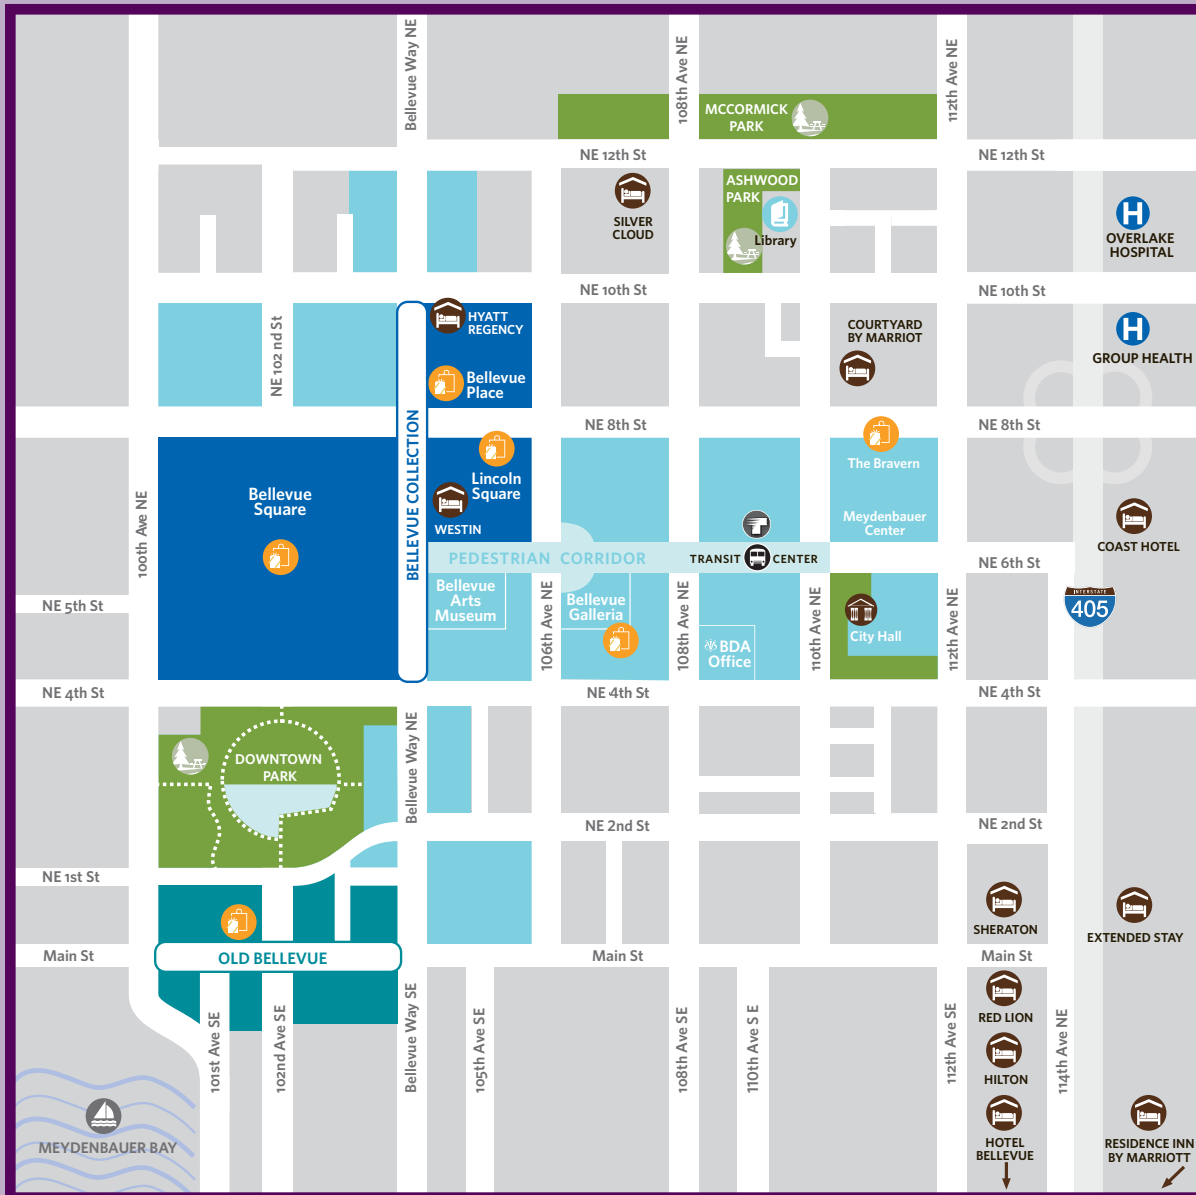 Bellevue Way NE
108th Ave NE
112th Ave NE
MCCORMICK
PARK
NE 12th St
NE 12th St
SILVER
CLOUD
ASHWOOD
PARK
Library
OVERLAKE
HOSPITAL
NE 10th St
NE 10th St
NE 102 nd St
HYATT
REGENCY
Bellevue
Place
COURTYARD
BY MARRIOT
GROUP HEALTH
NE 8th St
NE 8th St
BELLEVUE COLLECTION
100th Ave NE
Bellevue
Square
Lincoln
Square
WESTIN
The Bravern
Meydenbauer
Center
COAST HOTEL
PEDESTRIAN CORRIDOR
TRANSIT CENTER
NE 6th St
INTERSTATE
405
NE 5th St
Bellevue
Arts
Museum
106th Ave NE
Bellevue
Galleria
108th Ave NE
BDA
Office
110th Ave NE
City Hall
112th Ave NE
NE 4th St
NE 4th St
NE 4th St
DOWNTOWN
PARK
Bellevue Way NE
NE 2nd St
NE 2nd St
NE 1st St
SHERATON
EXTENDED STAY
Main St
OLD BELLEVUE
Main St
Main St
RED LION
101st Ave SE
102nd Ave SE
Bellevue Way SE
105th Ave SE
108th Ave SE
110th Ave S E
112th Ave SE
114th Ave NE
HILTON
MEYDENBAUER BAY
HOTEL
BELLEVUE
RESIDENCE INN
BY MARRIOTT